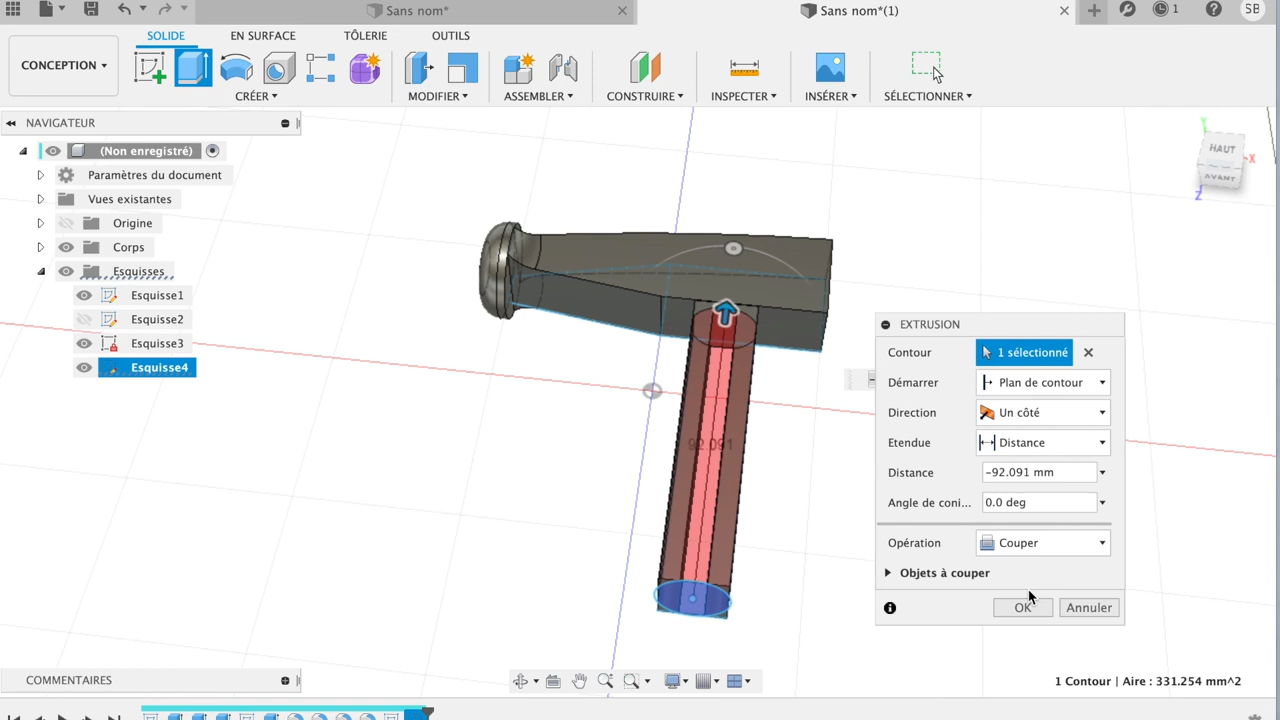 Sans nom*
Sans nom*(1)
1
SB
CONCEPTION
SOLIDE
EN SURFACE
TÔLERIE
OUTILS
CRÉER
MODIFIER
ASSEMBLER
CONSTRUIRE
INSPECTER
INSÉRER
SÉLECTIONNER
NAVIGATEUR
(Non enregistré)
Paramètres du document
Vues existantes
Origine
Corps
Esquisses
Esquisse1
Esquisse2
Esquisse3
Esquisse4
Y
HAUT
X
AVANT
Z
92.091
EXTRUSION
Contour
1 sélectionné
Démarrer
Plan de contour
Direction
Un côté
Etendue
Distance
Distance
-92.091 mm
Angle de coni...
0.0 deg
Opération
Couper
Objets à couper
OK
Annuler
COMMENTAIRES
1 Contour | Aire : 331.254 mm^2